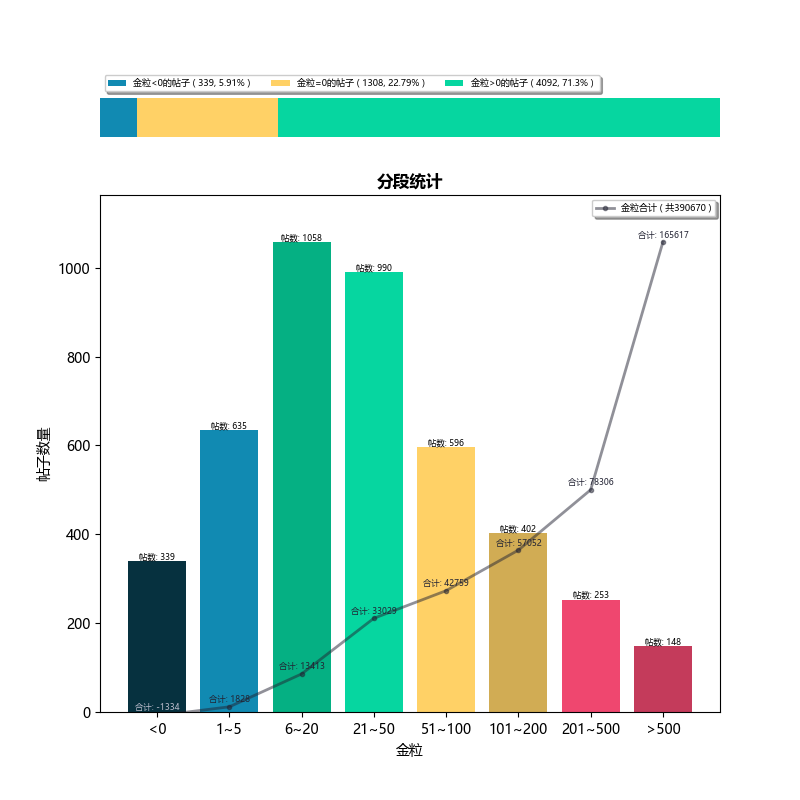 金粒<0的帖子 ( 339, 5.91% ) 金粒=0的帖子 ( 1308, 22.79% ) 金粒>0的帖子 ( 4092, 71.3% )
分段统计
金粒合计 ( 共390670 )
合计: 165617
帖数: 1058
帖数: 990
1000
800
帖数: 635
帖数: 596
600
帖子数量
合计: 78306
帖数: 402
合计: 57052
400
帖数: 339
合计: 42759
帖数: 253
合计: 33029
200
帖数: 148
合计: 13413
合计: 1828
合计: -1334
0
<0 1~5 6~20 21~50 51~100 101~200 201~500 >500
金粒